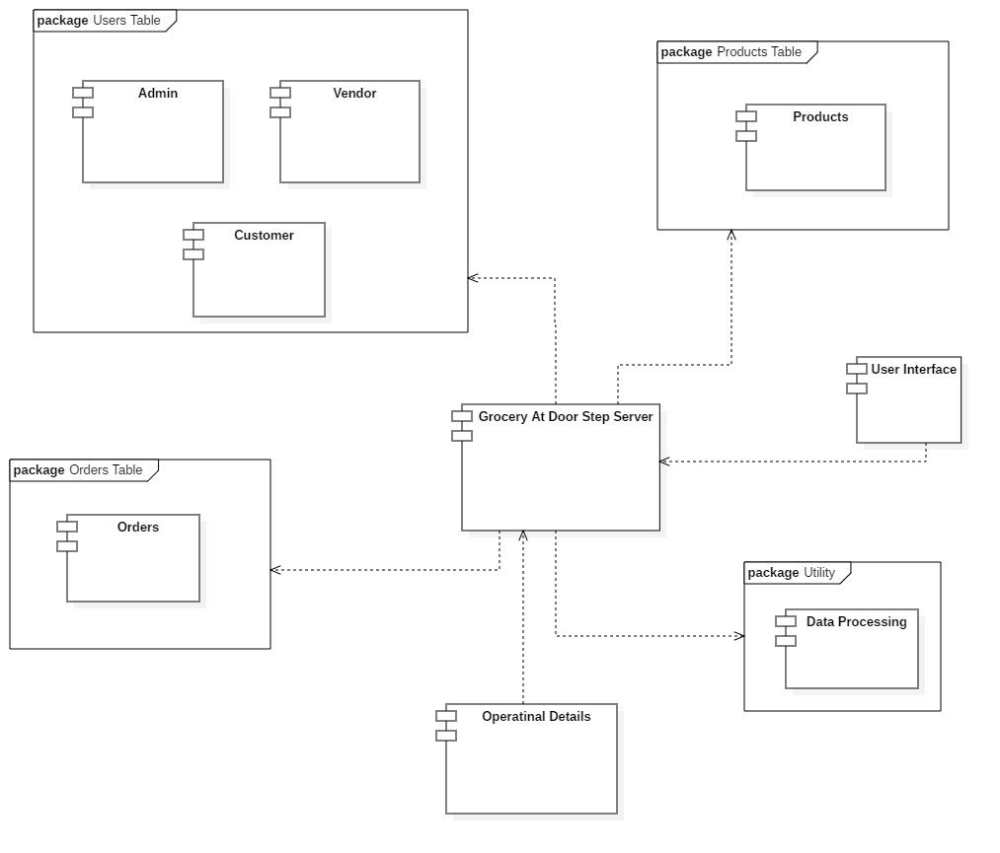 package Users Table
Admin
Vendor
Customer
package Products Table
Products
User Interface
Grocery At Door Step Server
package Orders Table
Orders
package Utility
Data Processing
Operatinal Details